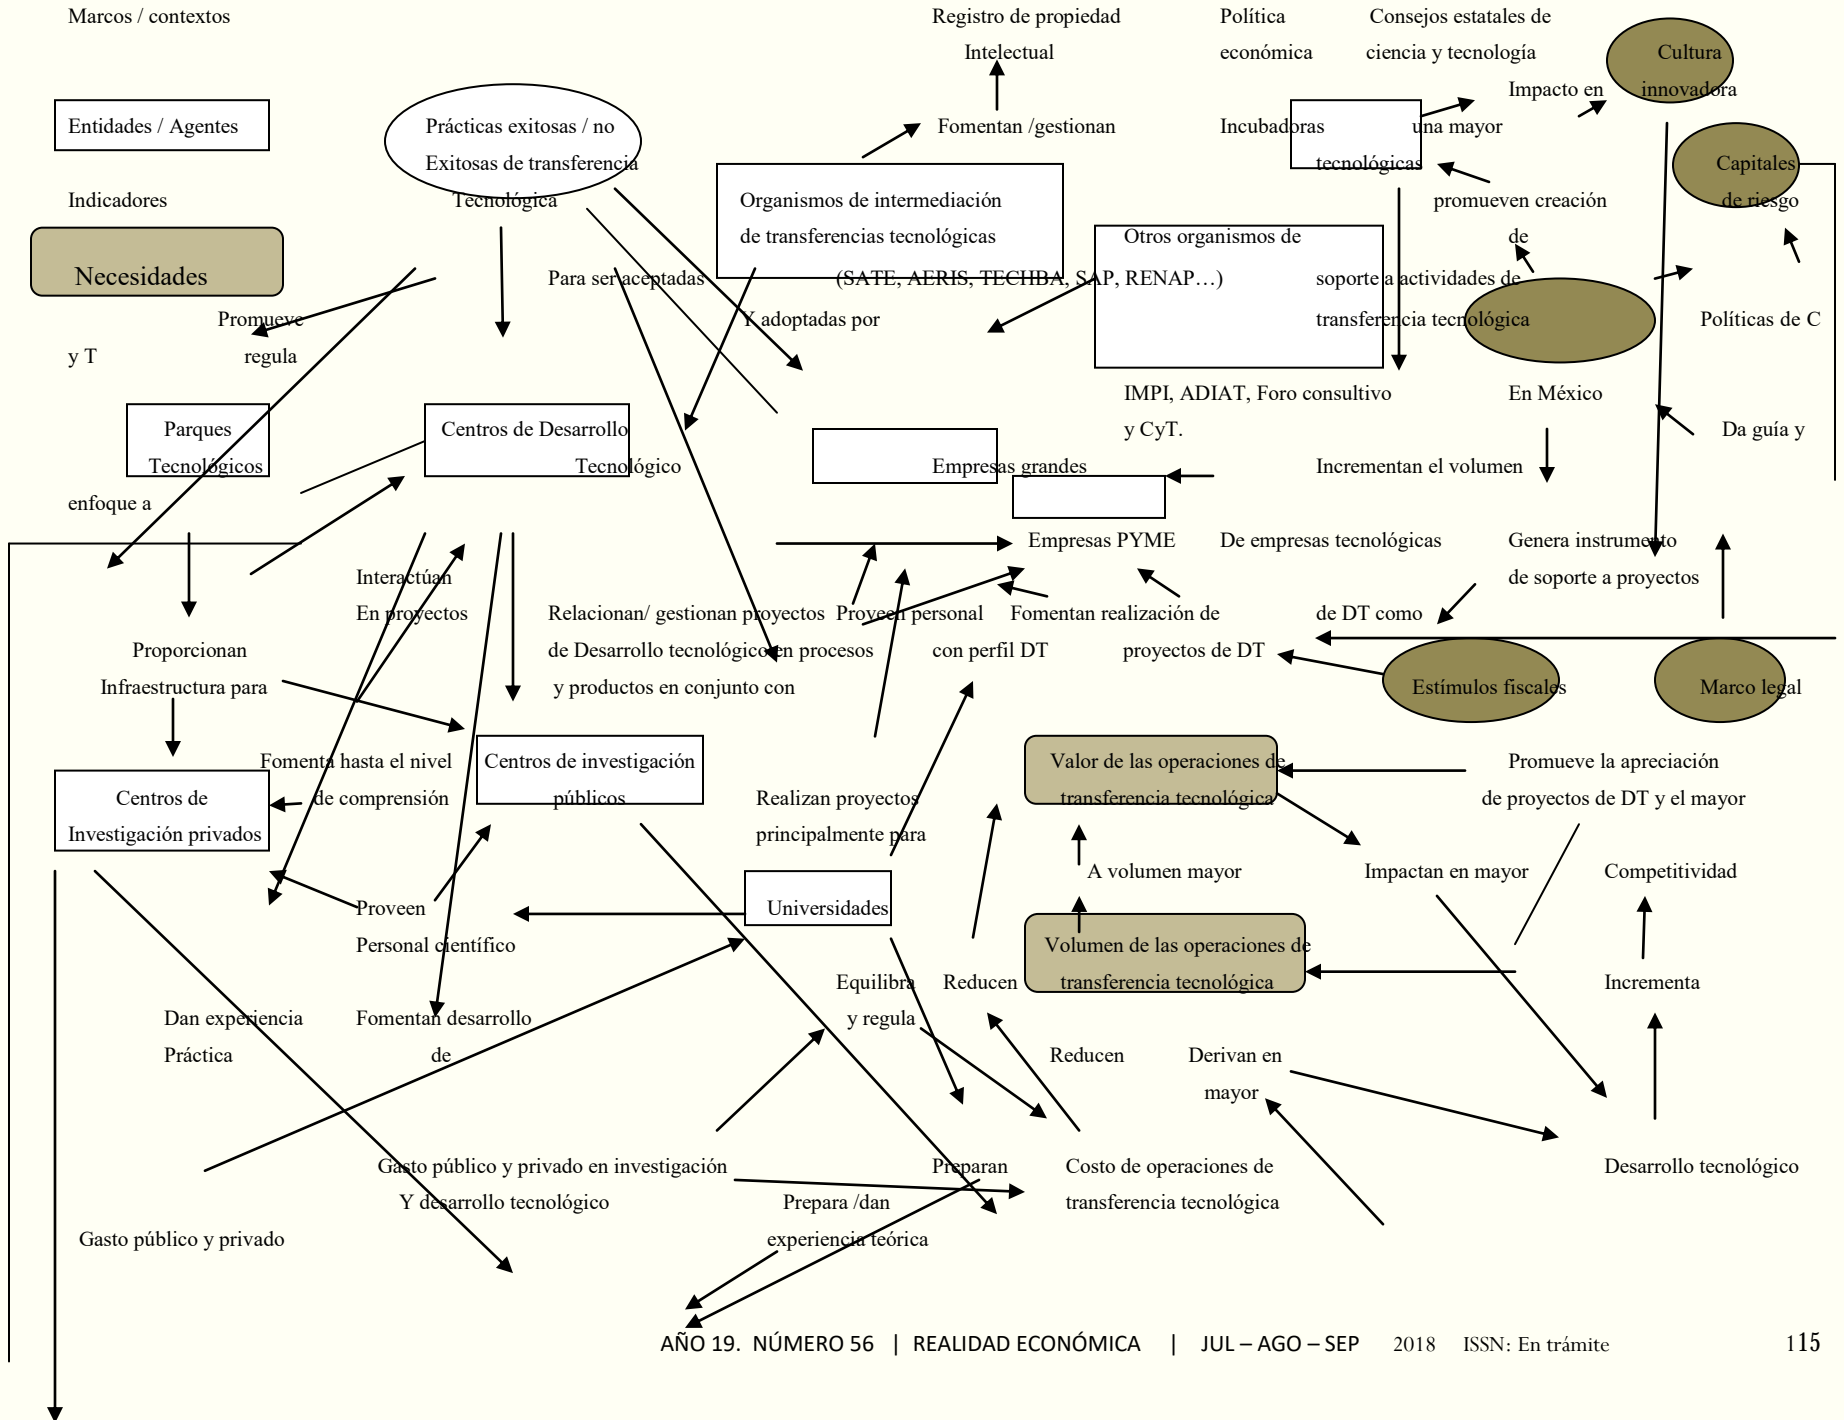 Marcos / contextos
Registro de propiedad
Intelectual
Política
económica
Consejos estatales de
ciencia y tecnología
Cultura
innovadora
Impacto en
Entidades / Agentes
Prácticas exitosas / no
Exitosas de transferencia
Tecnológica
Fomentan /gestionan
Incubadoras
tecnológicas
una mayor
Capitales
de riesgo
Indicadores
Organismos de intermediación
de transferencias tecnológicas
(SATE, AERIS, TECHBA, SAP, RENAP…)
promueven creación
de
Otros organismos de
soporte a actividades de
transferencia tecnológica
Necesidades
Para ser aceptadas
Y adoptadas por
Promueve
regula
Políticas de C
y T
IMPI, ADIAT, Foro consultivo
y CyT.
En México
Da guía y
Parques
Tecnológicos
Centros de Desarrollo
Tecnológico
Empresas grandes
Incrementan el volumen
enfoque a
Empresas PYME
De empresas tecnológicas
Genera instrumento
de soporte a proyectos
Interactúan
En proyectos
Relacionan/ gestionan proyectos
de Desarrollo tecnológico en procesos
y productos en conjunto con
Proveen personal
con perfil DT
Fomentan realización de
proyectos de DT
de DT como
Proporcionan
Infraestructura para
Estímulos fiscales
Marco legal
Fomenta hasta el nivel
de comprensión
Centros de investigación
públicos
Valor de las operaciones de
transferencia tecnológica
Promueve la apreciación
de proyectos de DT y el mayor
Centros de
Investigación privados
Realizan proyectos
principalmente para
A volumen mayor
Impactan en mayor
Competitividad
Proveen
Personal científico
Universidades
Volumen de las operaciones de
transferencia tecnológica
Equilibra
y regula
Reducen
Incrementa
Dan experiencia
Práctica
Fomentan desarrollo
de
Reducen
Derivan en
mayor
Gasto público y privado en investigación
Y desarrollo tecnológico
Preparan
Costo de operaciones de
transferencia tecnológica
Desarrollo tecnológico
Prepara /dan
experiencia teórica
Gasto público y privado
AÑO 19. NÚMERO 56 | REALIDAD ECONÓMICA | JUL – AGO – SEP 2018 ISSN: En trámite 115